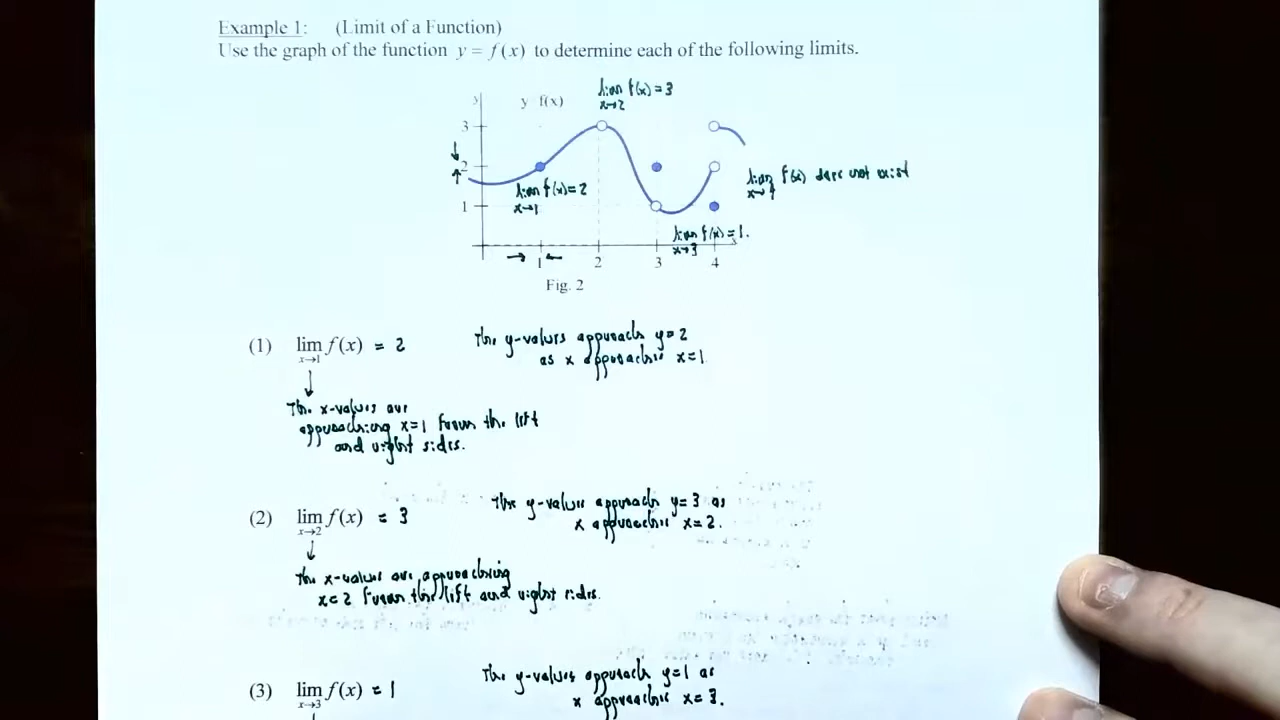 Example 1: (Limit of a Function)
Use the graph of the function y = f(x) to determine each of the following limits.
lim f(x) = 3
x→2
y
y f(x)
3
2
1
lim f(x) = 2
x→1
lim f(x) does not exist
x→4
lim f(x) = 1.
x→3
x
1 2 3 4
Fig. 2
(1) lim f(x) = 2
x→1
The y-values approach y=2
as x approaches x=1.
The x-values are
approaching x=1 from the left
and right sides.
(2) lim f(x) = 3
x→2
The y-values approach y=3 as
x approaches x=2.
The x-values are approaching
x=2 from the left and right sides.
(3) lim f(x) = 1
x→3
The y-values approach y=1 as
x approaches x=3.